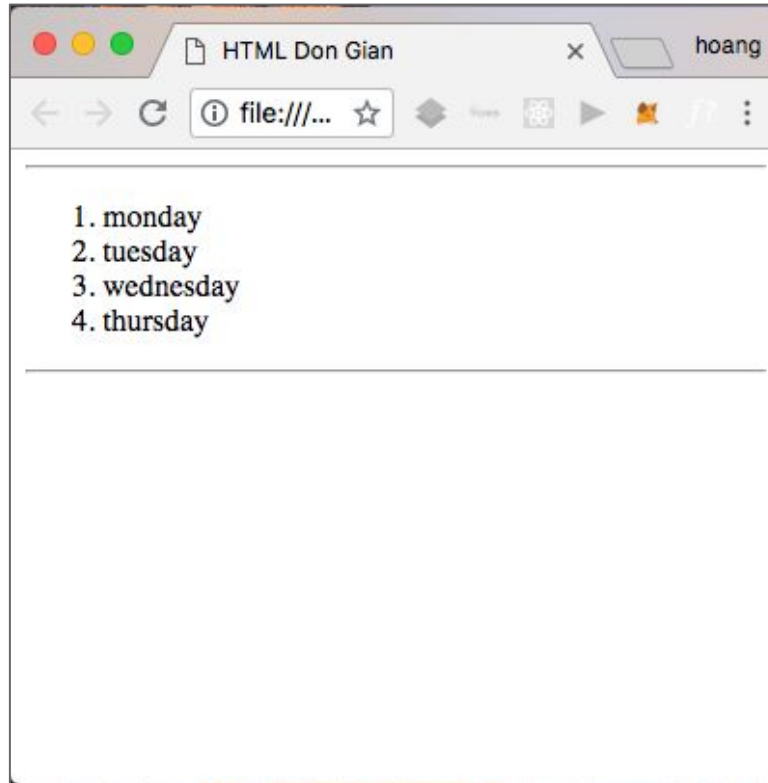 HTML Don Gian
hoang
file:///...
1. monday
2. tuesday
3. wednesday
4. thursday